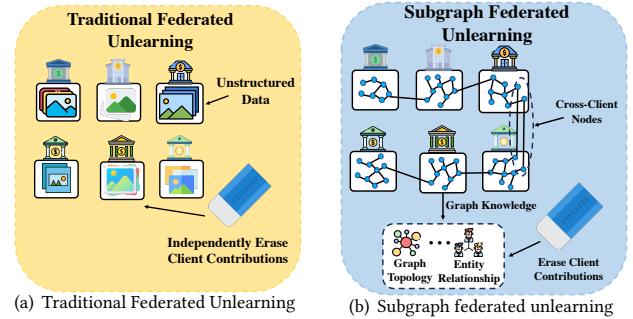 Traditional Federated
Unlearning
Unstructured
Data
Independently Erase
Client Contributions
(a) Traditional Federated Unlearning
Subgraph Federated
Unlearning
Cross-Client
Nodes
Graph Knowledge
Graph
Topology
Entity
Relationship
Erase Client
Contributions
(b) Subgraph federated unlearning